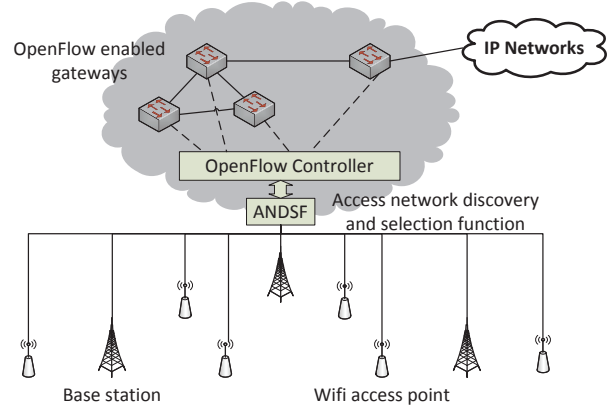 OpenFlow enabled
gateways
IP Networks
OpenFlow Controller
ANDSF
Access network discovery
and selection function
Base station
Wifi access point